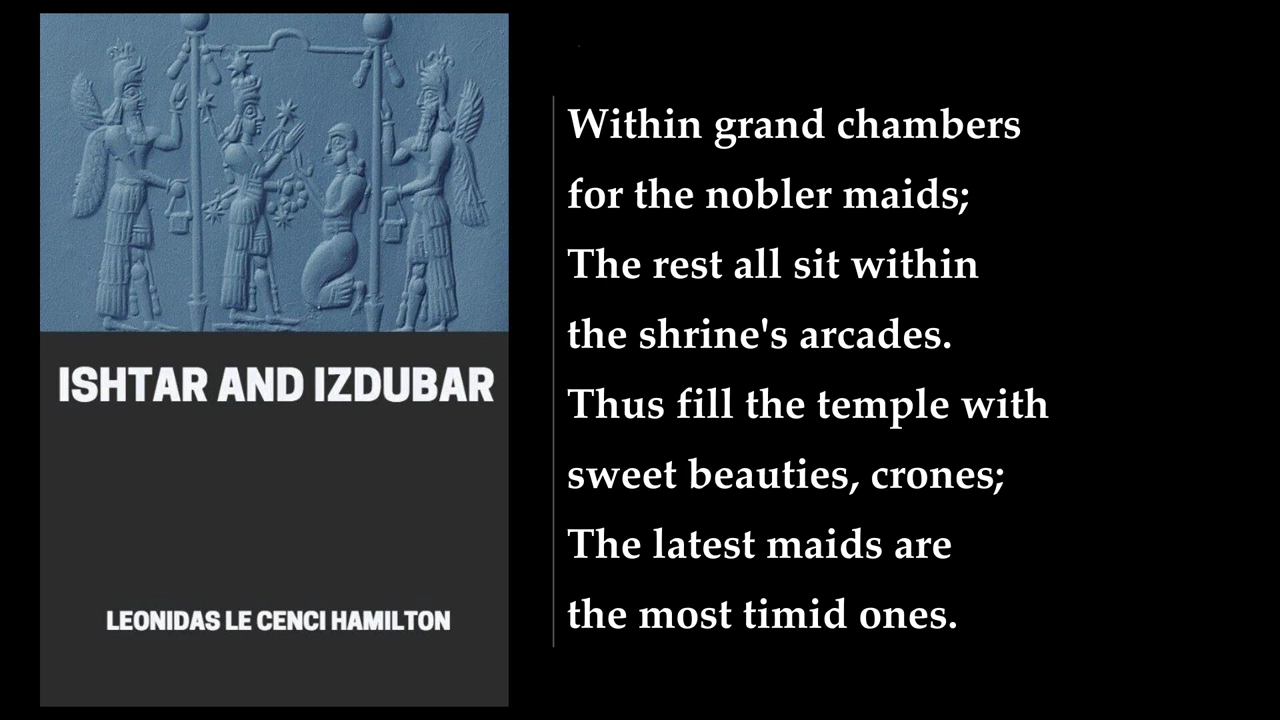 ISHTAR AND IZDUBAR
LEONIDAS LE CENCI HAMILTON
Within grand chambers
for the nobler maids;
The rest all sit within
the shrine's arcades.
Thus fill the temple with
sweet beauties, crones;
The latest maids are
the most timid ones.